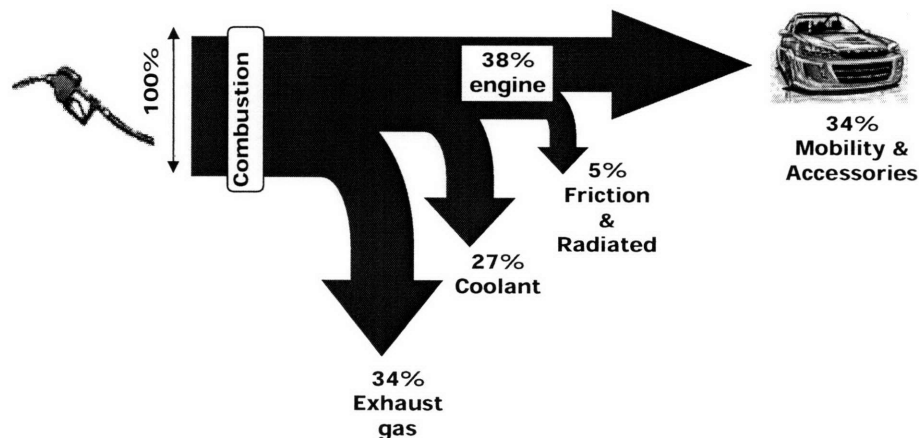 100%
Combustion
38%
engine
34%
Mobility &
Accessories
5%
Friction
&
Radiated
27%
Coolant
34%
Exhaust
gas